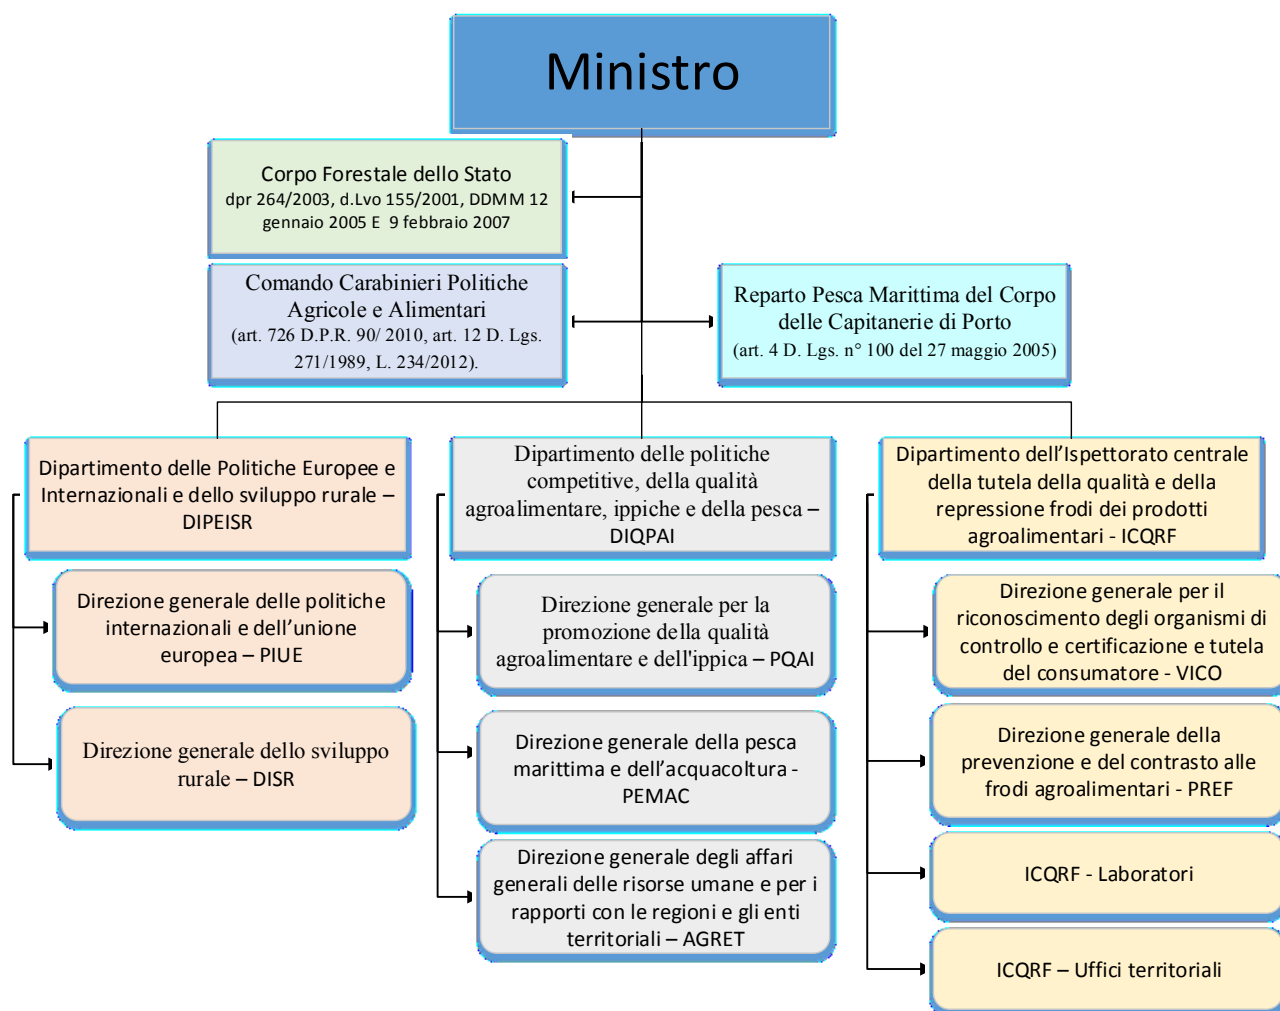 Ministro
Corpo Forestale dello Stato
dpr 264/2003, d.Lvo 155/2001, DDMM 12
gennaio 2005 E 9 febbraio 2007
Comando Carabinieri Politiche
Agricole e Alimentari
(art. 726 D.P.R. 90/ 2010, art. 12 D. Lgs.
271/1989, L. 234/2012).
Reparto Pesca Marittima del Corpo
delle Capitanerie di Porto
(art. 4 D. Lgs. n° 100 del 27 maggio 2005)
Dipartimento delle Politiche Europee e
Internazionali e dello sviluppo rurale –
DIPEISR
Direzione generale delle politiche
internazionali e dell’unione
europea – PIUE
Direzione generale dello sviluppo
rurale – DISR
Dipartimento delle politiche
competitive, della qualità
agroalimentare, ippiche e della pesca –
DIQPAI
Direzione generale per la
promozione della qualità
agroalimentare e dell'ippica – PQAI
Direzione generale della pesca
marittima e dell’acquacoltura -
PEMAC
Direzione generale degli affari
generali delle risorse umane e per i
rapporti con le regioni e gli enti
territoriali – AGRET
Dipartimento dell’Ispettorato centrale
della tutela della qualità e della
repressione frodi dei prodotti
agroalimentari - ICQRF
Direzione generale per il
riconoscimento degli organismi di
controllo e certificazione e tutela
del consumatore - VICO
Direzione generale della
prevenzione e del contrasto alle
frodi agroalimentari - PREF
ICQRF - Laboratori
ICQRF – Uffici territoriali